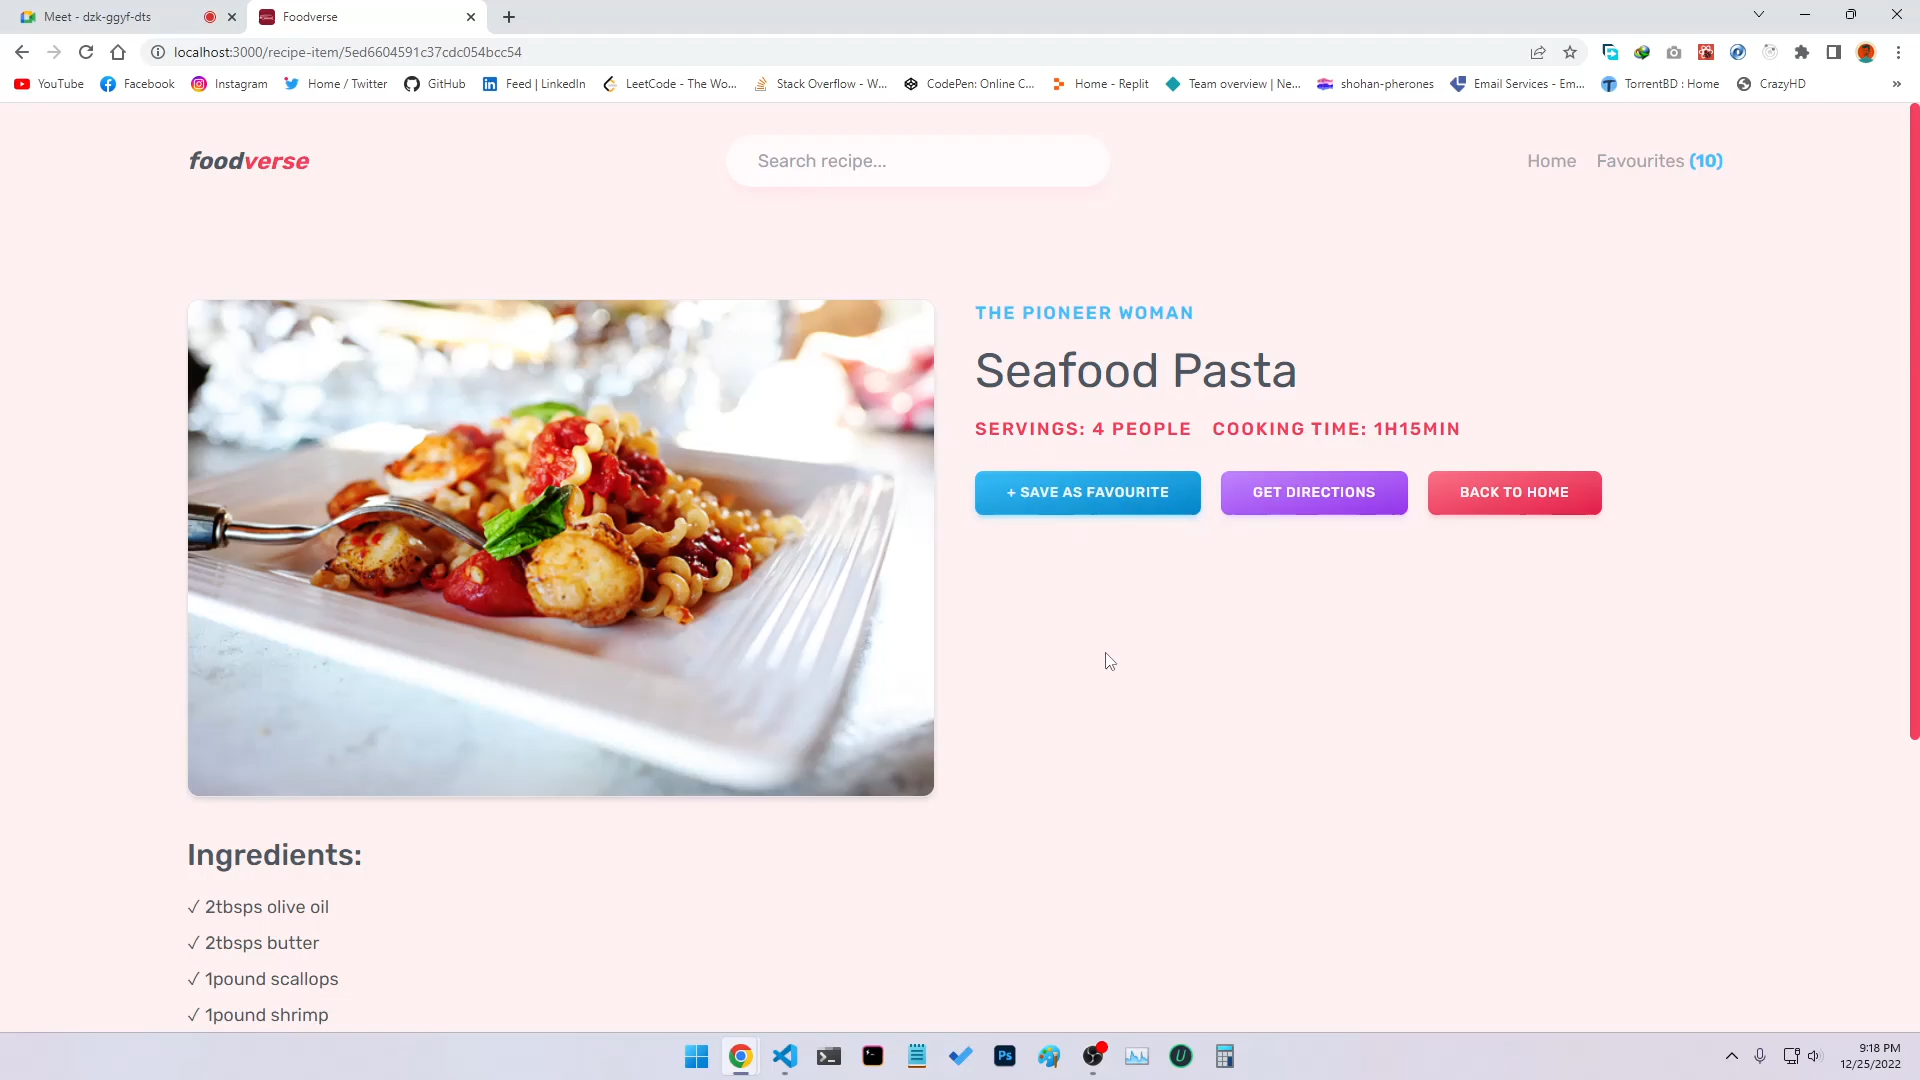 Meet - dzk-ggyf-dts
Foodverse
localhost:3000/recipe-item/5ed6604591c37cdc054bcc54
YouTube Facebook Instagram Home / Twitter GitHub Feed | LinkedIn LeetCode - The Wo... Stack Overflow - W... CodePen: Online C... Home - Replit Team overview | Ne... shohan-pherones Email Services - Em... TorrentBD : Home CrazyHD »
foodverse
Search recipe...
Home Favourites (10)
THE PIONEER WOMAN
Seafood Pasta
SERVINGS: 4 PEOPLE COOKING TIME: 1H15MIN
+ SAVE AS FAVOURITE GET DIRECTIONS BACK TO HOME
Ingredients:
✓ 2tbsps olive oil
✓ 2tbsps butter
✓ 1pound scallops
✓ 1pound shrimp
Ps
9:18 PM
12/25/2022